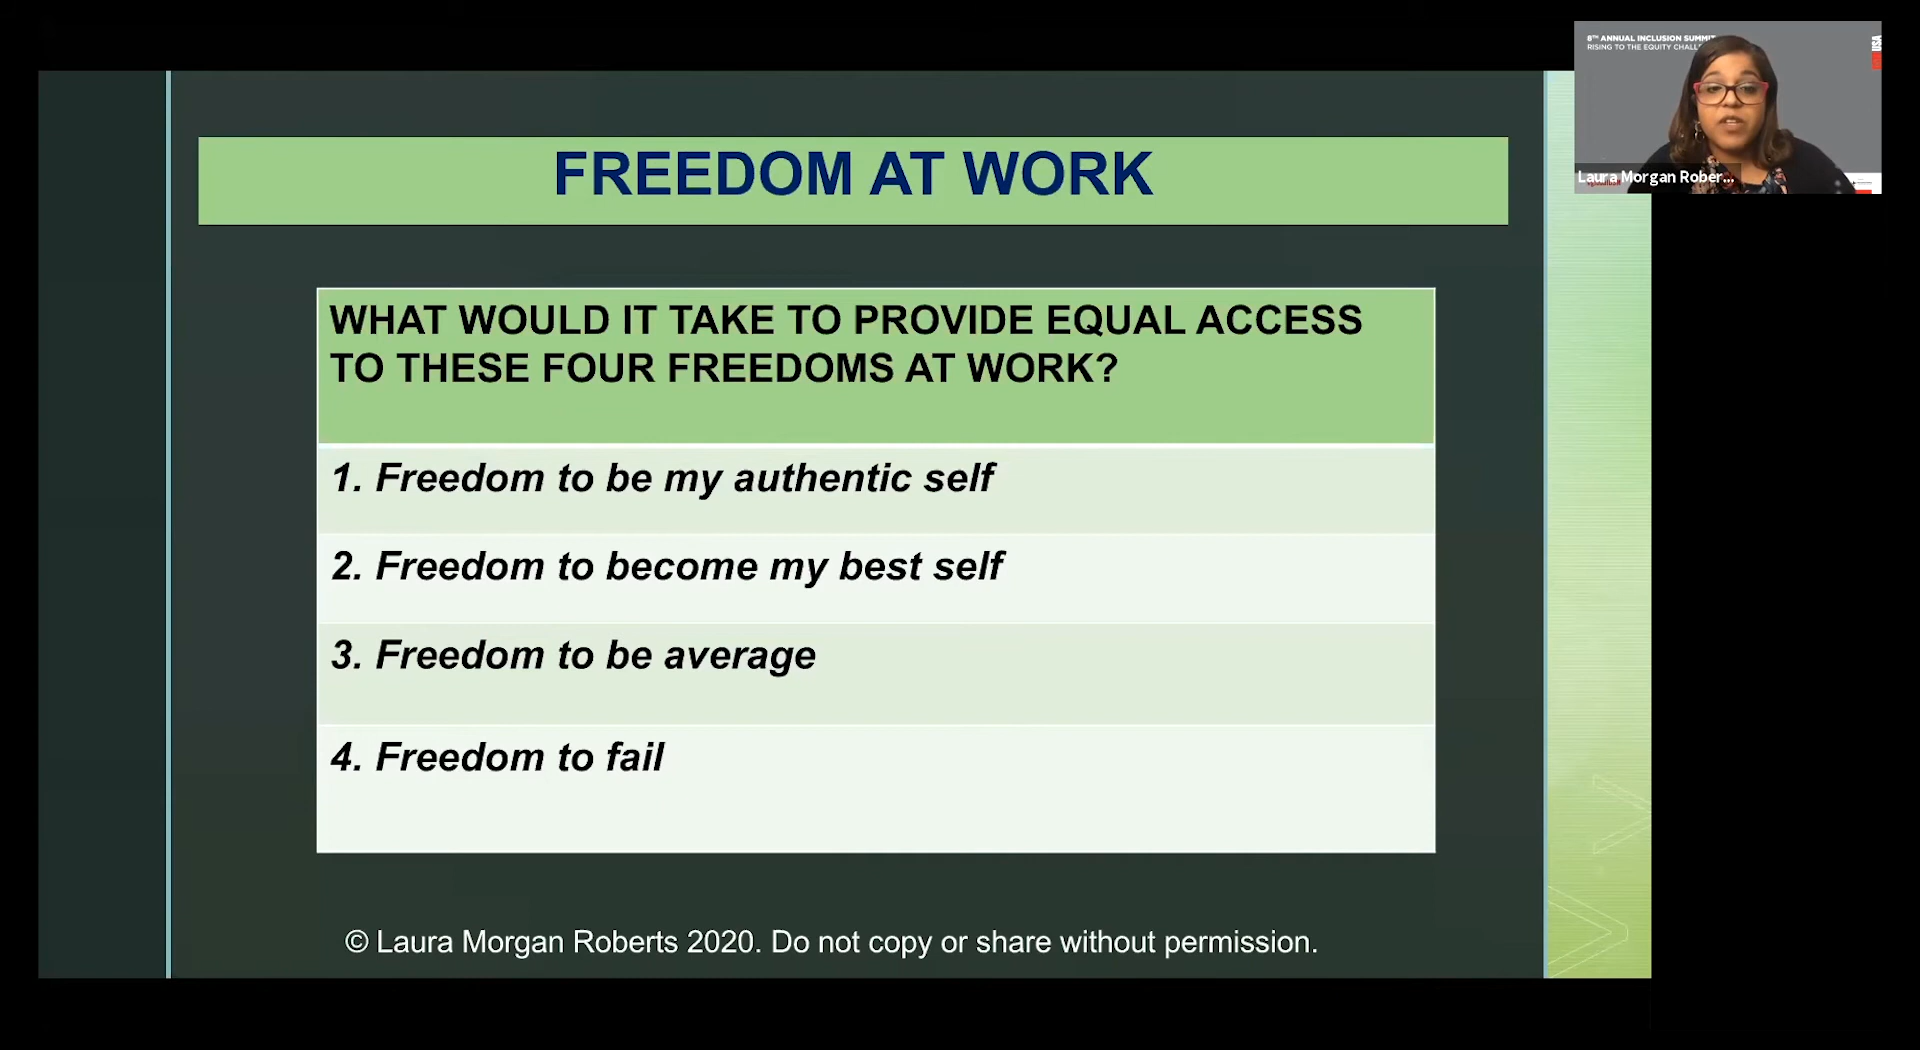 8TH ANNUAL INCLUSION SUMMIT
RISING TO THE EQUITY
USA
Laura Morgan Rober...
FREEDOM AT WORK
WHAT WOULD IT TAKE TO PROVIDE EQUAL ACCESS
TO THESE FOUR FREEDOMS AT WORK?
1. Freedom to be my authentic self
2. Freedom to become my best self
3. Freedom to be average
4. Freedom to fail
© Laura Morgan Roberts 2020. Do not copy or share without permission.